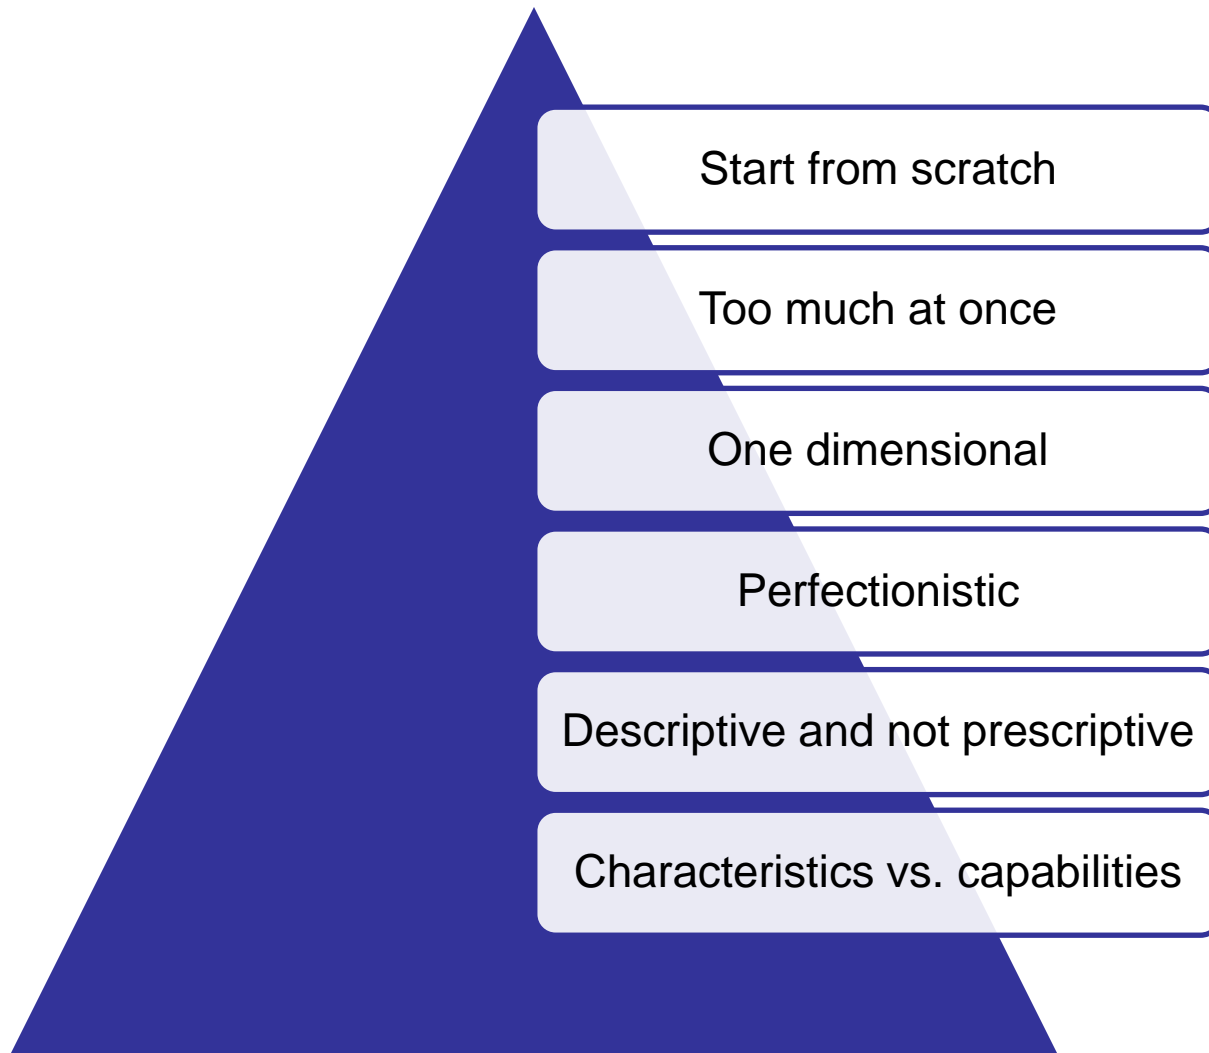 Start from scratch
Too much at once
One dimensional
Perfectionistic
Descriptive and not prescriptive
Characteristics vs. capabilities